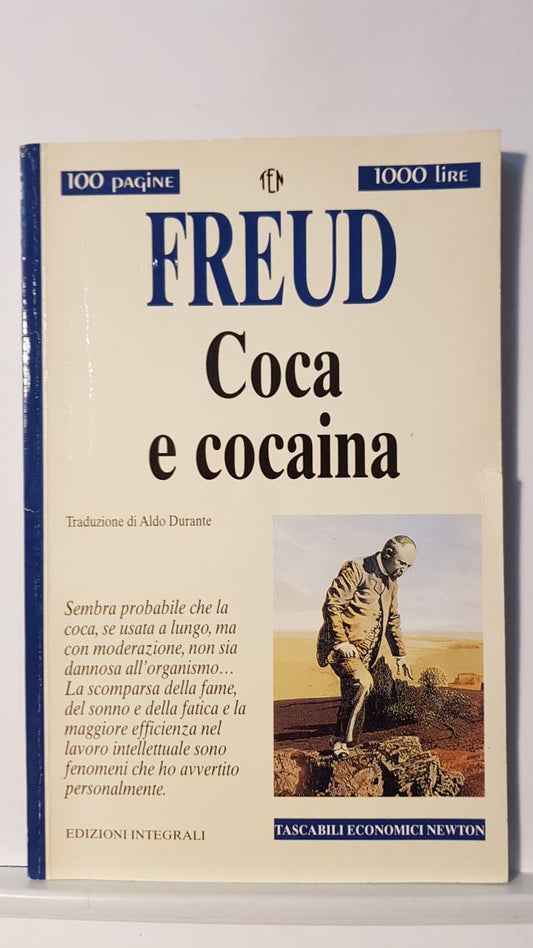 100 PAGINE
TEN
1000 LIRE
FREUD
Coca
e cocaina
Traduzione di Aldo Durante
Sembra probabile che la
coca, se usata a lungo, ma
con moderazione, non sia
dannosa all'organismo…
La scomparsa della fame,
del sonno e della fatica e la
maggiore efficienza nel
lavoro intellettuale sono
fenomeni che ho avvertito
personalmente.
EDIZIONI INTEGRALI
TASCABILI ECONOMICI NEWTON